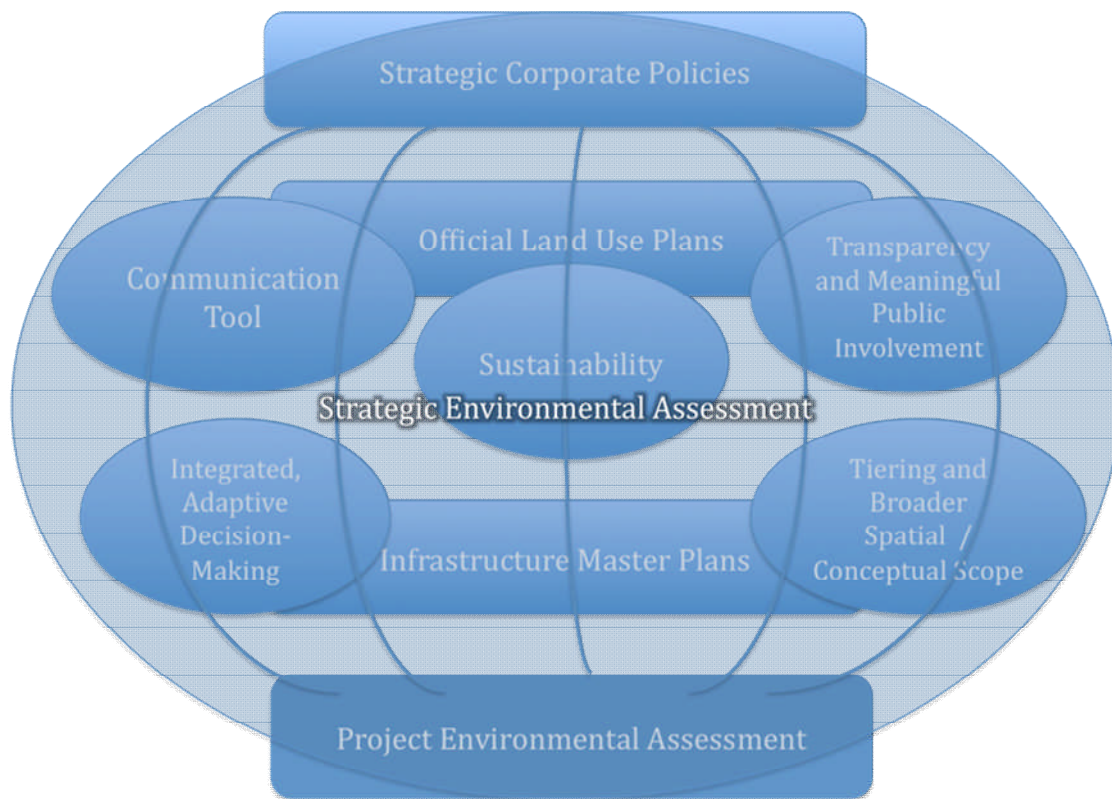 Strategic Corporate Policies
Official Land Use Plans
Communication
Tool
Transparency
and Meaningful
Public
Involvement
Sustainability
Strategic Environmental Assessment
Integrated,
Adaptive
Decision-
Making
Tiering and
Broader
Spatial /
Conceptual Scope
Infrastructure Master Plans
Project Environmental Assessment